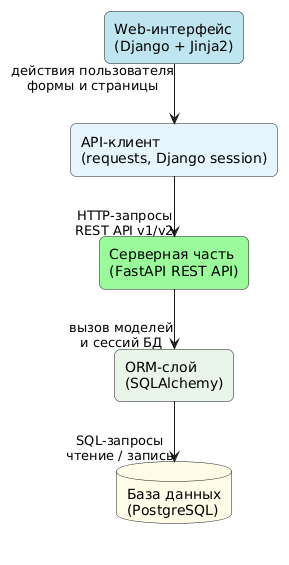 Web-интерфейс
(Django + Jinja2)
действия пользователя
формы и страницы
API-клиент
(requests, Django session)
HTTP-запросы
REST API v1/v2
Серверная часть
(FastAPI REST API)
вызов моделей
и сессий БД
ORM-слой
(SQLAlchemy)
SQL-запросы
чтение / запись
База данных
(PostgreSQL)